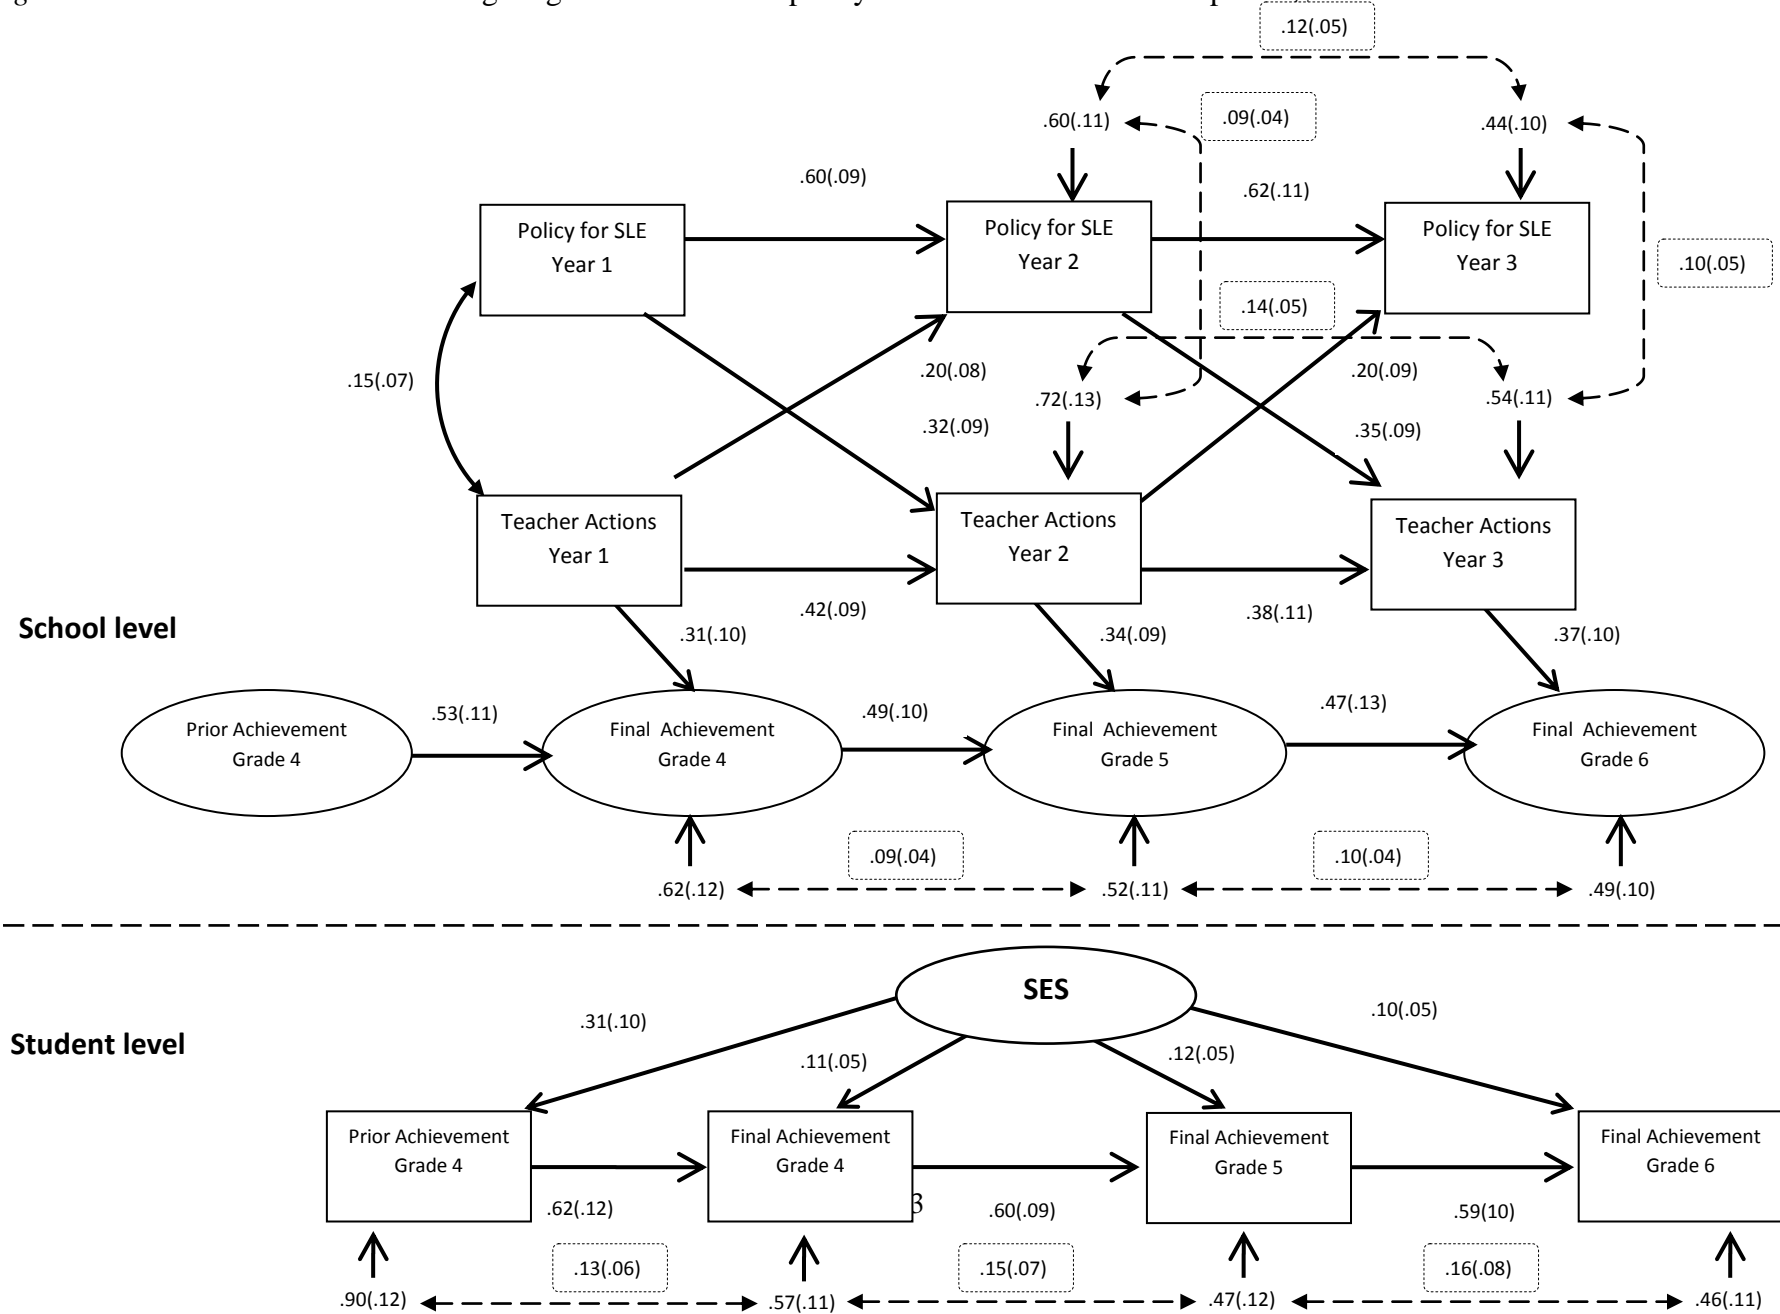 .12(.05)
.60(.11)
.09(.04)
.44(.10)
.60(.09)
.62(.11)
Policy for SLE
Year 1
Policy for SLE
Year 2
Policy for SLE
Year 3
.10(.05)
.14(.05)
.15(.07)
.20(.08)
.20(.09)
.72(.13)
.54(.11)
.32(.09)
.35(.09)
Teacher Actions
Year 1
Teacher Actions
Year 2
Teacher Actions
Year 3
School level
.42(.09)
.38(.11)
.31(.10)
.34(.09)
.37(.10)
.53(.11)
.49(.10)
.47(.13)
Prior Achievement
Grade 4
Final Achievement
Grade 4
Final Achievement
Grade 5
Final Achievement
Grade 6
.09(.04)
.10(.04)
.62(.12)
.52(.11)
.49(.10)
SES
Student level
.31(.10)
.11(.05)
.12(.05)
.10(.05)
Prior Achievement
Grade 4
Final Achievement
Grade 4
Final Achievement
Grade 5
Final Achievement
Grade 6
.62(.12)
3
.60(.09)
.59(10)
.13(.06)
.15(.07)
.16(.08)
.90(.12)
.57(.11)
.47(.12)
.46(.11)